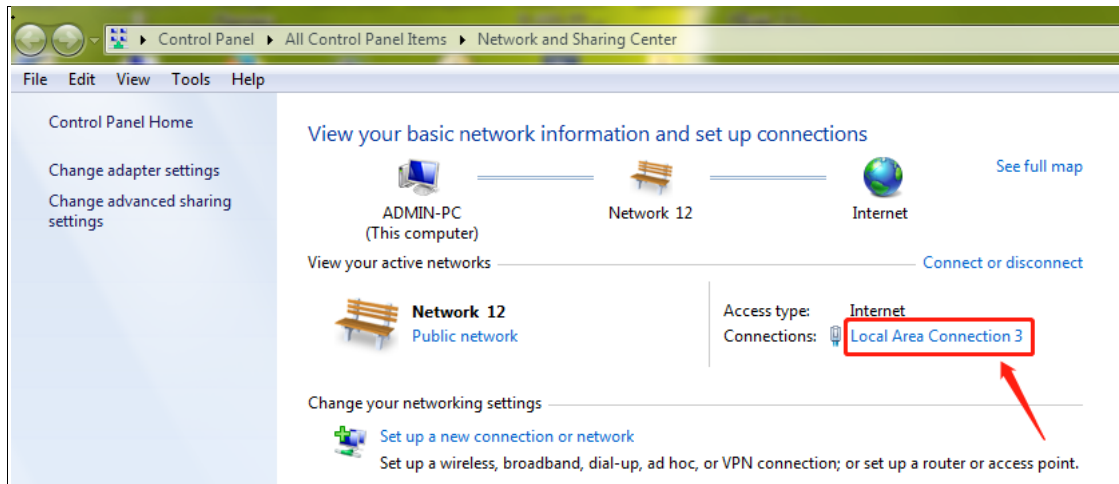 Control Panel ▸ All Control Panel Items ▸ Network and Sharing Center
File Edit View Tools Help
Control Panel Home
Change adapter settings
Change advanced sharing
settings
View your basic network information and set up connections
See full map
ADMIN-PC
(This computer)
Network 12
Internet
View your active networks
Connect or disconnect
Network 12
Public network
Access type: Internet
Connections: Local Area Connection 3
Change your networking settings
Set up a new connection or network
Set up a wireless, broadband, dial-up, ad hoc, or VPN connection; or set up a router or access point.